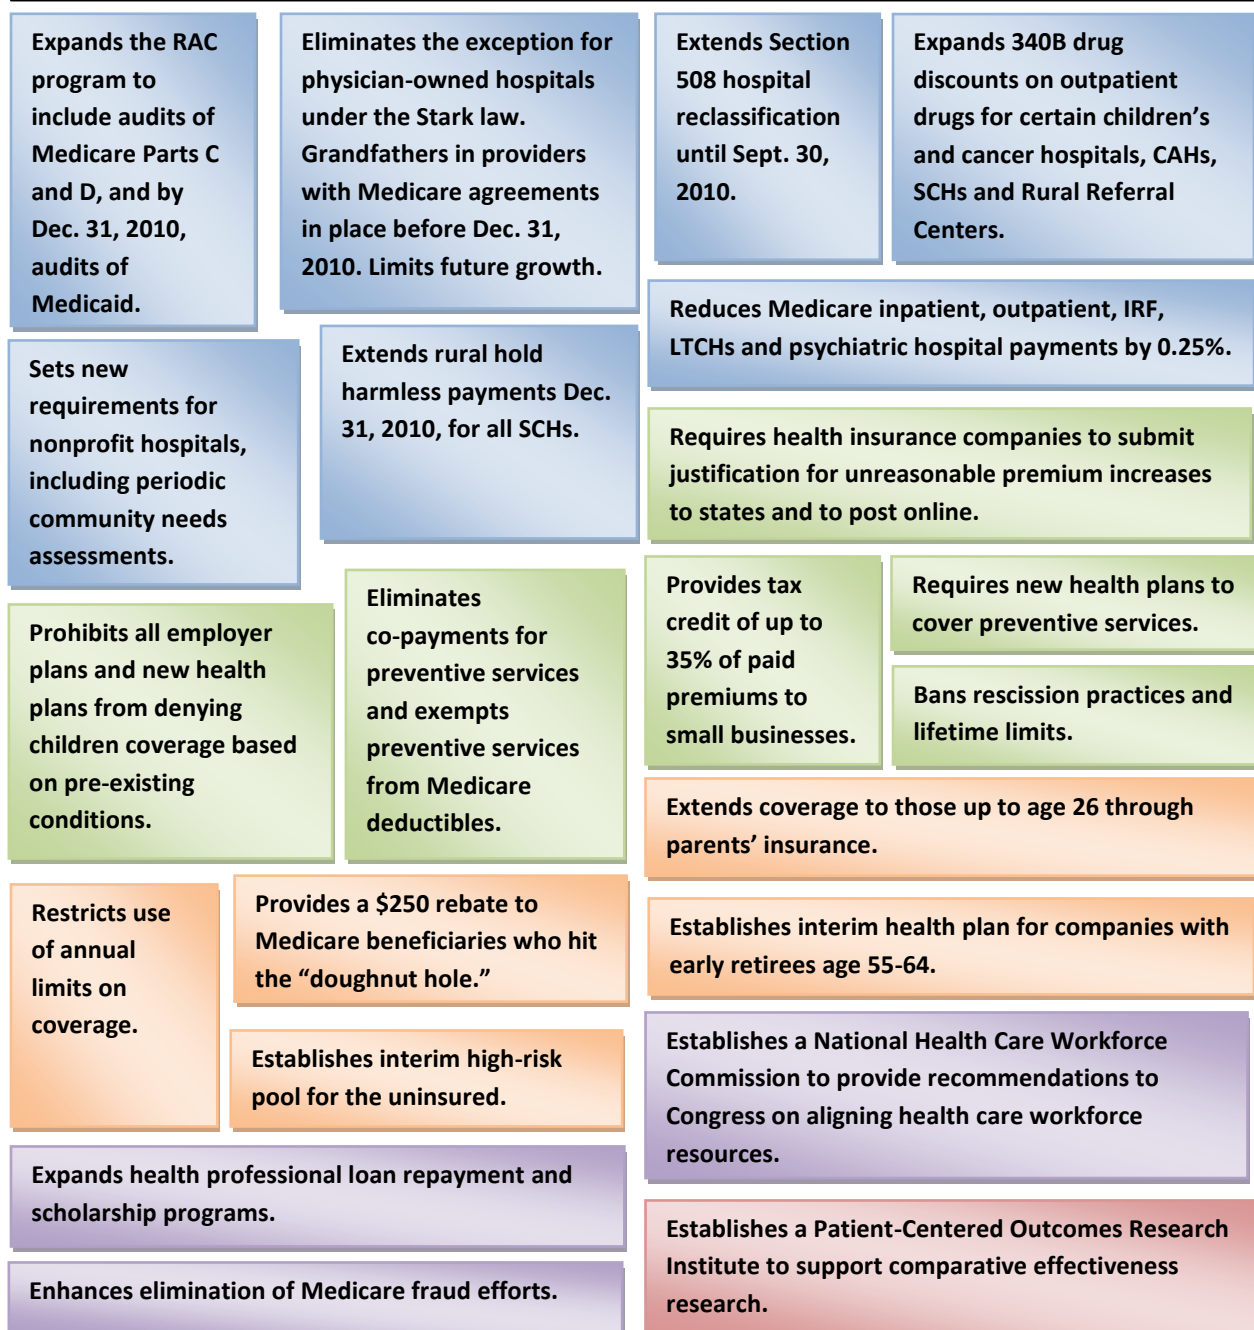 Expands the RAC
program to
include audits of
Medicare Parts C
and D, and by
Dec. 31, 2010,
audits of
Medicaid.
Eliminates the exception for
physician-owned hospitals
under the Stark law.
Grandfathers in providers
with Medicare agreements
in place before Dec. 31,
2010. Limits future growth.
Extends Section
508 hospital
reclassification
until Sept. 30,
2010.
Expands 340B drug
discounts on outpatient
drugs for certain children’s
and cancer hospitals, CAHs,
SCHs and Rural Referral
Centers.
Reduces Medicare inpatient, outpatient, IRF,
LTCHs and psychiatric hospital payments by 0.25%.
Sets new
requirements for
nonprofit hospitals,
including periodic
community needs
assessments.
Extends rural hold
harmless payments Dec.
31, 2010, for all SCHs.
Requires health insurance companies to submit
justification for unreasonable premium increases
to states and to post online.
Prohibits all employer
plans and new health
plans from denying
children coverage based
on pre-existing
conditions.
Eliminates
co-payments for
preventive services
and exempts
preventive services
from Medicare
deductibles.
Provides tax
credit of up to
35% of paid
premiums to
small businesses.
Requires new health plans to
cover preventive services.
Bans rescission practices and
lifetime limits.
Extends coverage to those up to age 26 through
parents’ insurance.
Restricts use
of annual
limits on
coverage.
Provides a $250 rebate to
Medicare beneficiaries who hit
the “doughnut hole.”
Establishes interim health plan for companies with
early retirees age 55-64.
Establishes interim high-risk
pool for the uninsured.
Establishes a National Health Care Workforce
Commission to provide recommendations to
Congress on aligning health care workforce
resources.
Expands health professional loan repayment and
scholarship programs.
Establishes a Patient-Centered Outcomes Research
Institute to support comparative effectiveness
research.
Enhances elimination of Medicare fraud efforts.